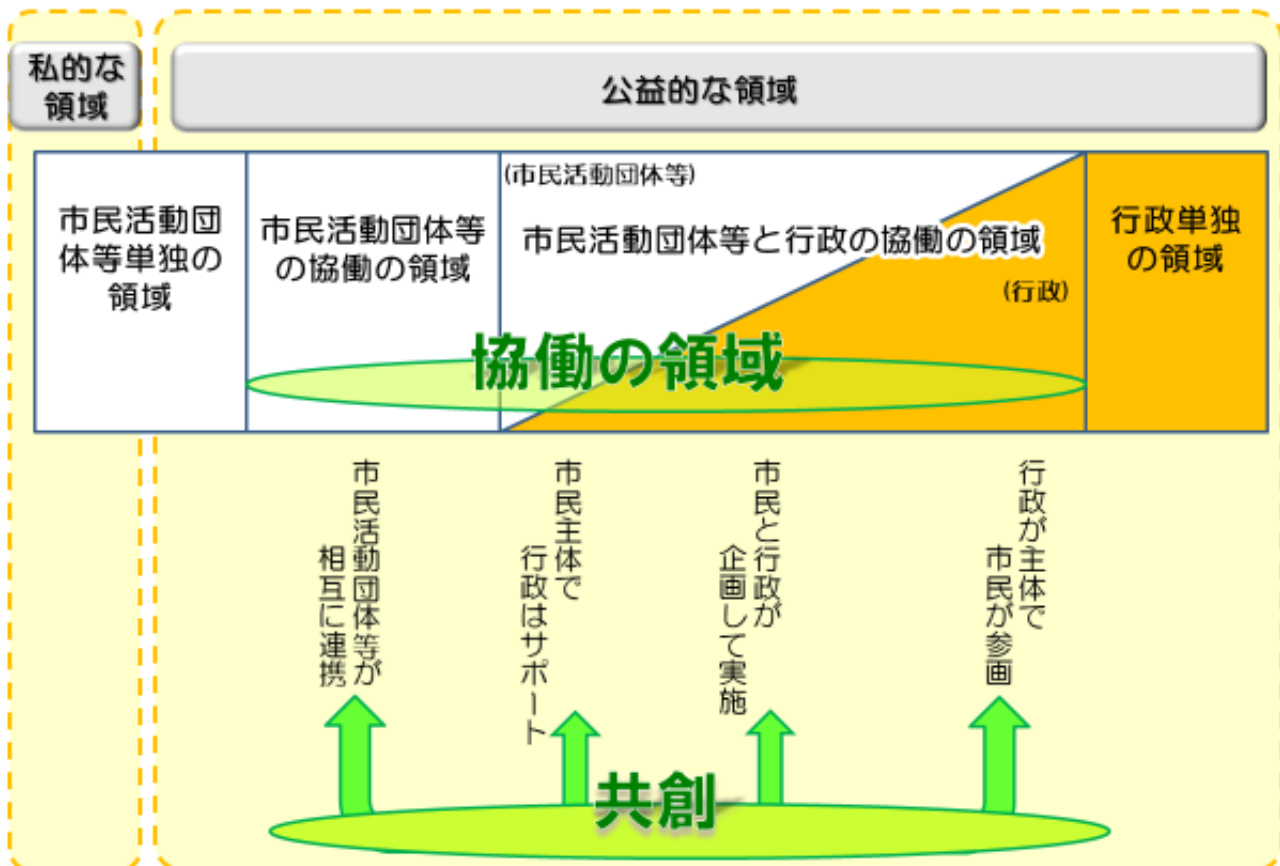 私的な
領域
公益的な領域
市民活動団
体等単独の
領域
市民活動団体等
の協働の領域
(市民活動団体等)
市民活動団体等と行政の協働の領域
(行政)
行政単独
の領域
協働の領域
市民活動団体等が
相互に連携
市民主体で
行政はサポート
市民と行政が
企画して実施
行政が主体で
市民が参画
共創